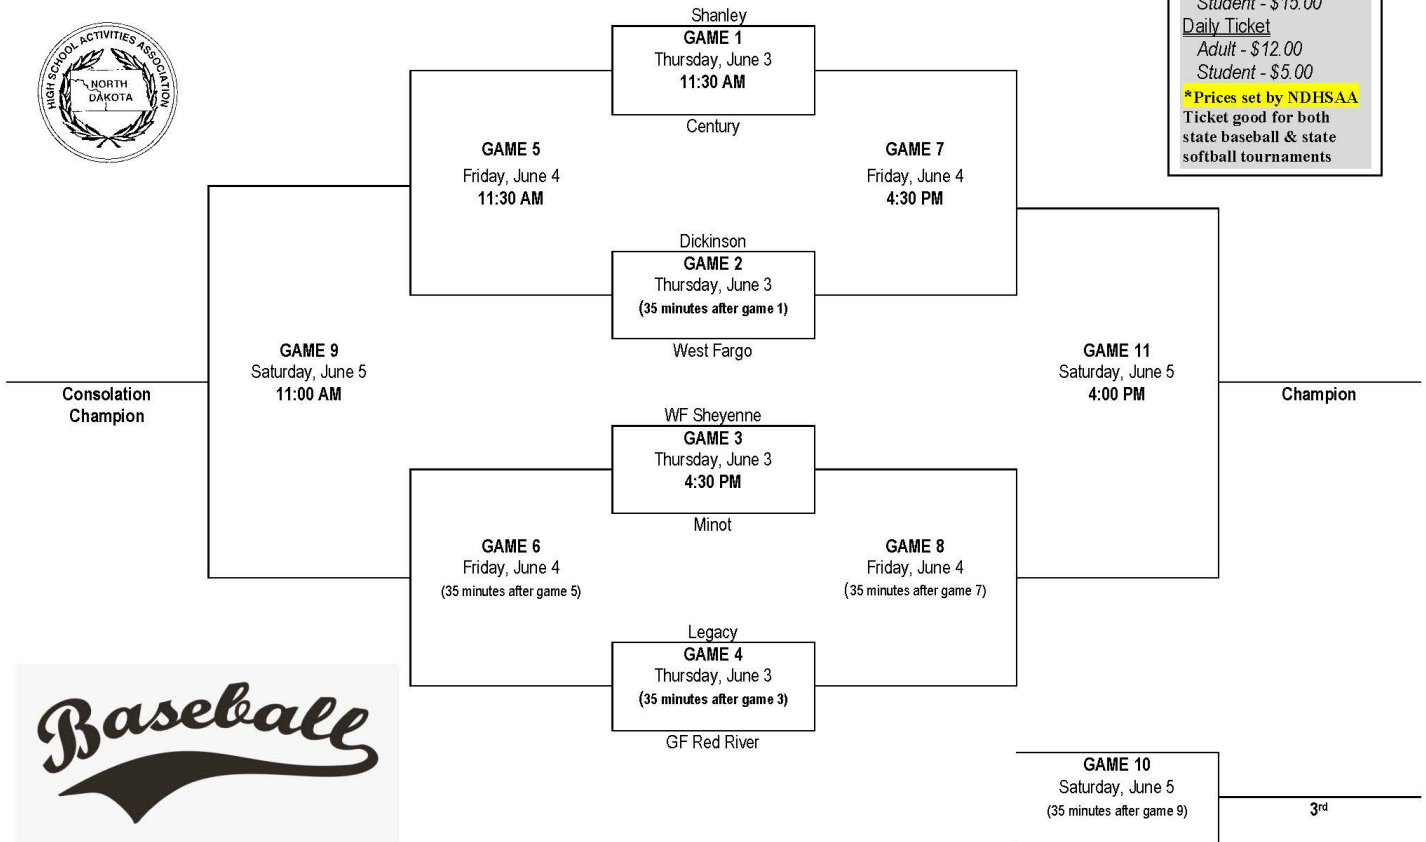 HIGH SCHOOL ACTIVITIES ASSOCIATION
NORTH
DAKOTA
Student - $15.00
Daily Ticket
Adult - $12.00
Student - $5.00
*Prices set by NDHSAA
Ticket good for both
state baseball & state
softball tournaments
Shanley
GAME 1
Thursday, June 3
11:30 AM
Century
GAME 5
Friday, June 4
11:30 AM
GAME 7
Friday, June 4
4:30 PM
Dickinson
GAME 2
Thursday, June 3
(35 minutes after game 1)
West Fargo
GAME 9
Saturday, June 5
11:00 AM
GAME 11
Saturday, June 5
4:00 PM
Consolation
Champion
Champion
WF Sheyenne
GAME 3
Thursday, June 3
4:30 PM
Minot
GAME 6
Friday, June 4
(35 minutes after game 5)
GAME 8
Friday, June 4
(35 minutes after game 7)
Legacy
GAME 4
Thursday, June 3
(35 minutes after game 3)
GF Red River
Baseball
GAME 10
Saturday, June 5
(35 minutes after game 9)
3rd